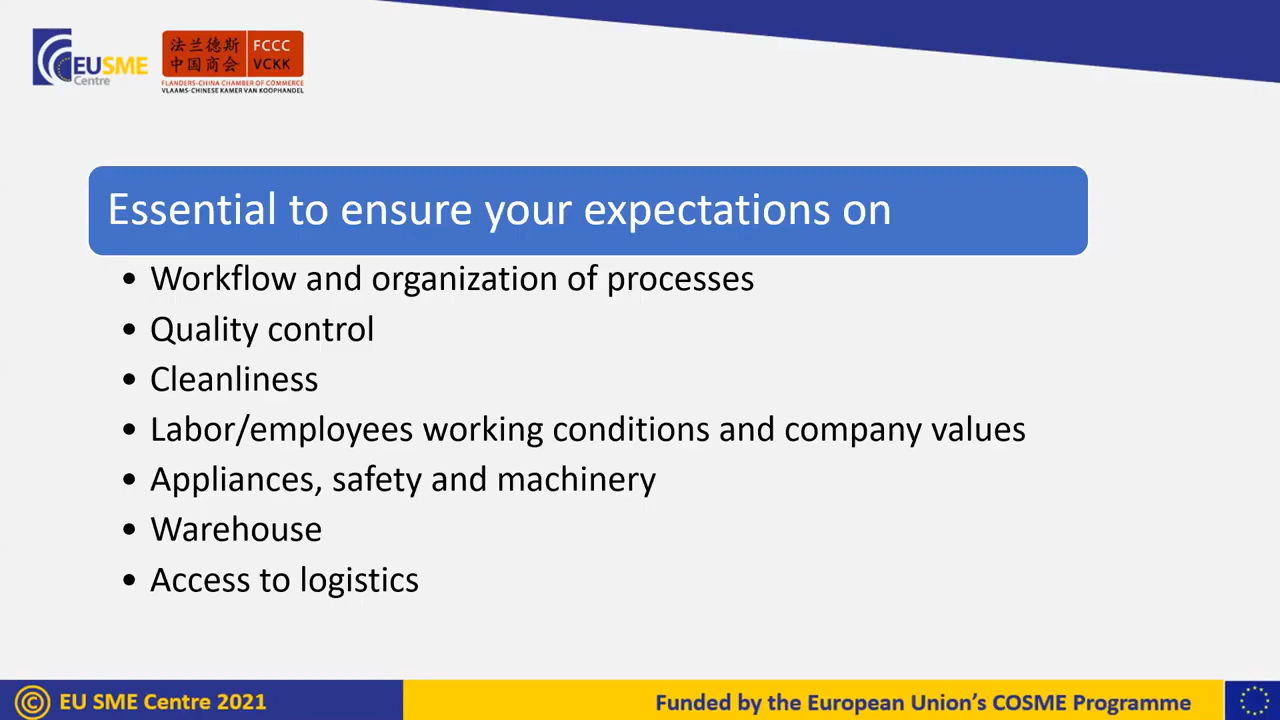 EUSME
Centre
法兰德斯
中国商会
FCCC
VCKK
FLANDERS-CHINA CHAMBER OF COMMERCE
VLAAMS-CHINESE KAMER VAN KOOPHANDEL
Essential to ensure your expectations on
• Workflow and organization of processes
• Quality control
• Cleanliness
• Labor/employees working conditions and company values
• Appliances, safety and machinery
• Warehouse
• Access to logistics
© EU SME Centre 2021
Funded by the European Union's COSME Programme